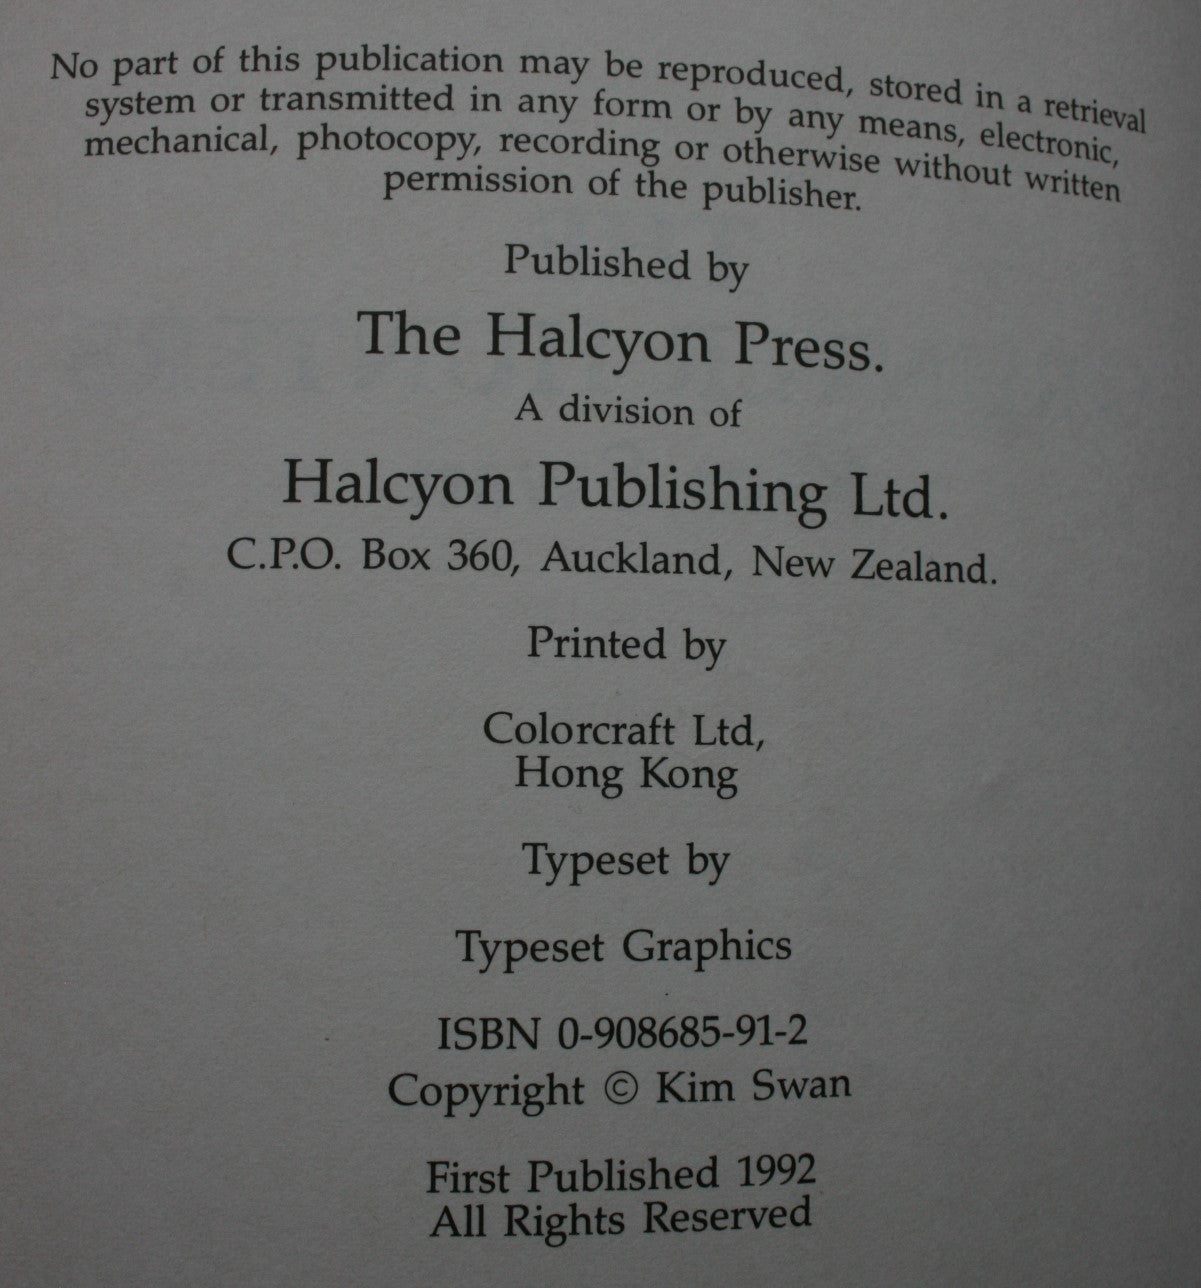 No part of this publication may be reproduced, stored in a retrieval
system or transmitted in any form or by any means, electronic,
mechanical, photocopy, recording or otherwise without written
permission of the publisher.
Published by
The Halcyon Press.
A division of
Halcyon Publishing Ltd.
C.P.O. Box 360, Auckland, New Zealand.
Printed by
Colorcraft Ltd,
Hong Kong
Typeset by
Typeset Graphics
ISBN 0-908685-91-2
Copyright © Kim Swan
First Published 1992
All Rights Reserved